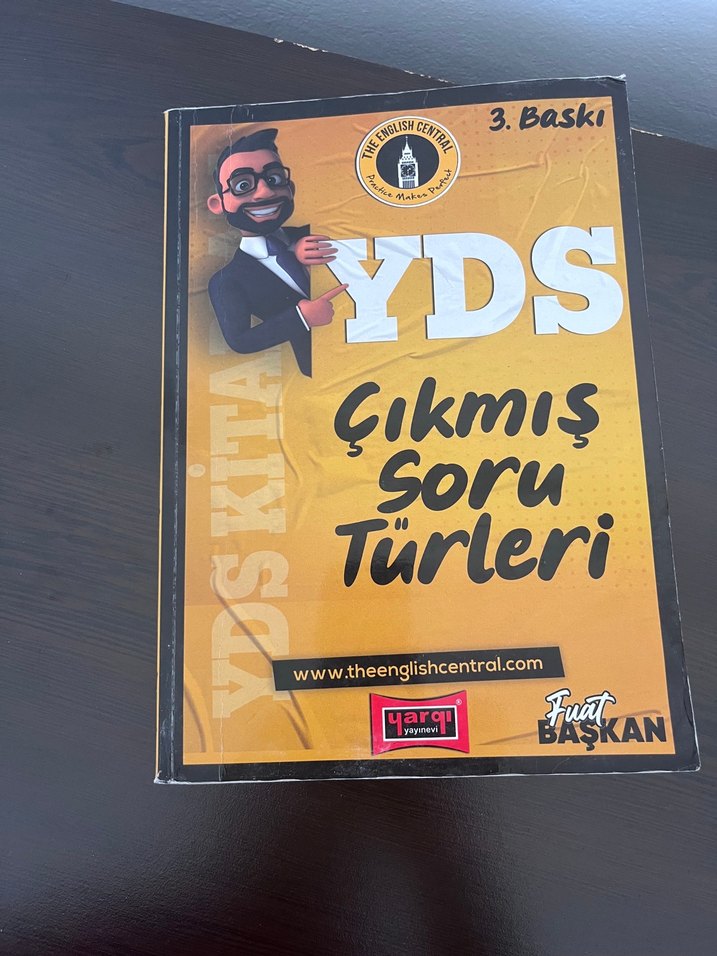 3. Baskı
THE ENGLISH CENTRAL
Practice Makes Perfect
YDS
Çıkmış
Soru
Türleri
YDS KİTA
www.theenglishcentral.com
yargı
yayınevi
Fuat
BAŞKAN